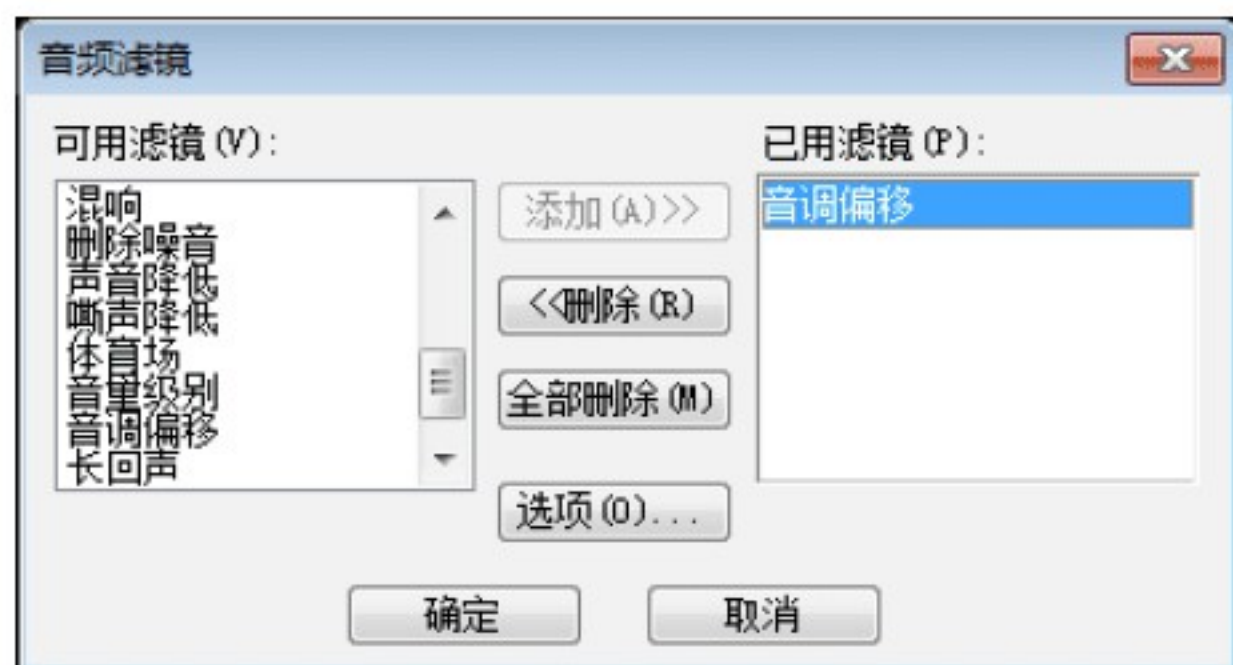 音频滤镜
可用滤镜(V):
混响
删除噪音
声音降低
嘶声降低
体育场
音量级别
音调偏移
长回声
添加(A)>>
<<删除(R)
全部删除(M)
选项(O)...
已用滤镜(P):
音调偏移
确定
取消